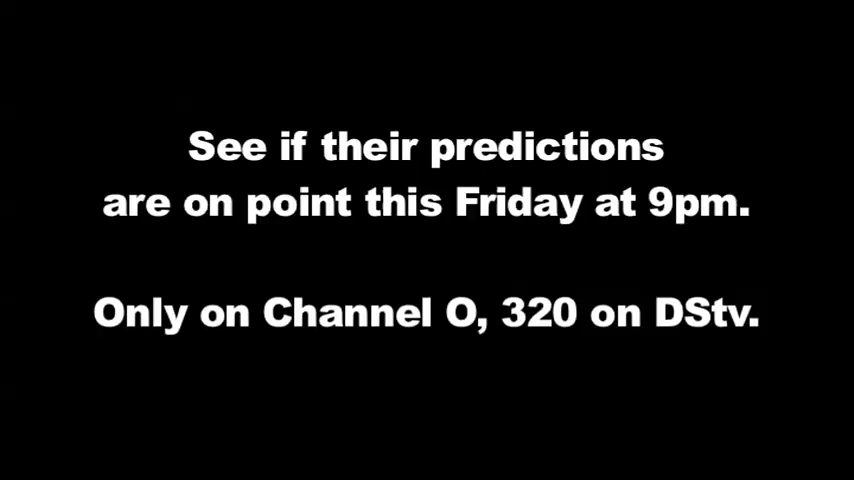 See if their predictions
are on point this Friday at 9pm.
Only on Channel O, 320 on DStv.